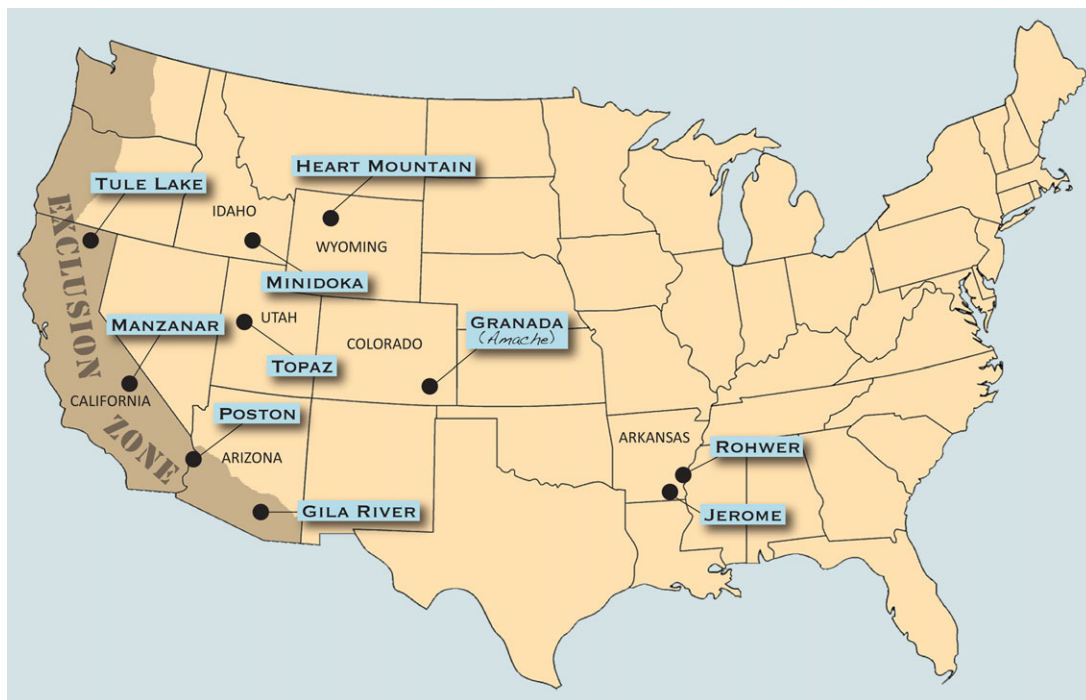 HEART MOUNTAIN
TULE LAKE
IDAHO
WYOMING
MINIDOKA
EXCLUSION
ZONE
MANZANAR
UTAH
TOPAZ
COLORADO
GRANADA
(Amache)
CALIFORNIA
POSTON
ARIZONA
ARKANSAS
ROHWER
GILA RIVER
JEROME